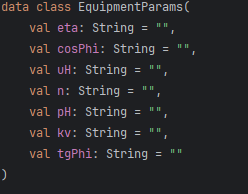 data class EquipmentParams(
val eta: String = "",
val cosPhi: String = "",
val uH: String = "",
val n: String = "",
val pH: String = "",
val kv: String = "",
val tgPhi: String = ""
)